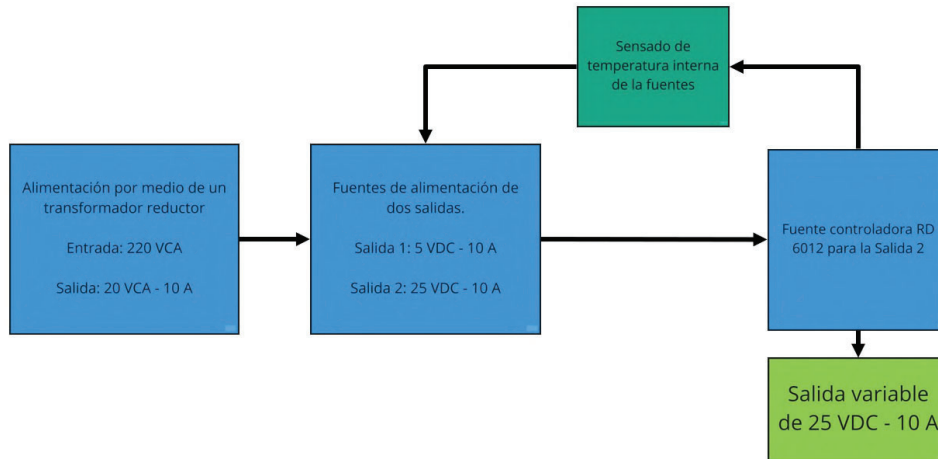 Sensado de
temperatura interna
de la fuentes
Alimentación por medio de un
transformador reductor
Entrada: 220 VCA
Salida: 20 VCA - 10 A
Fuentes de alimentación de
dos salidas.
Salida 1: 5 VDC - 10 A
Salida 2: 25 VDC - 10 A
Fuente controladora RD
6012 para la Salida 2
Salida variable
de 25 VDC - 10 A